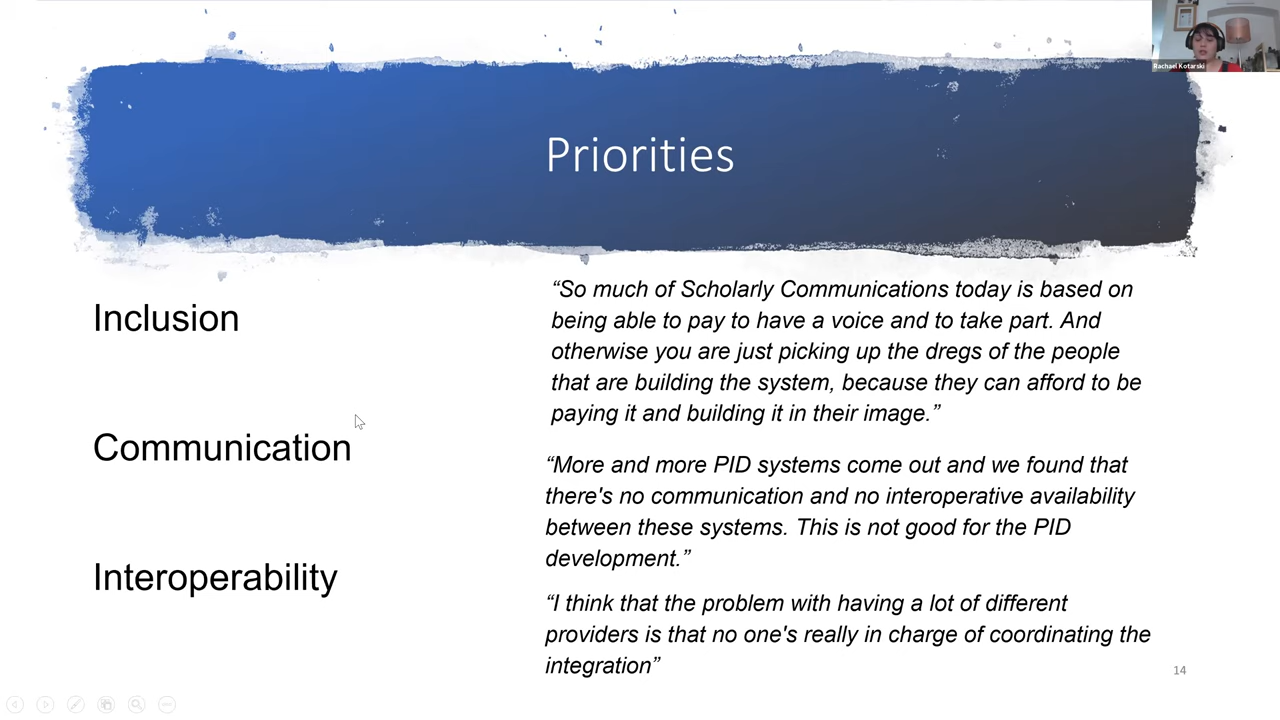 Rachael Kotarski
Priorities
Inclusion
“So much of Scholarly Communications today is based on
being able to pay to have a voice and to take part. And
otherwise you are just picking up the dregs of the people
that are building the system, because they can afford to be
paying it and building it in their image.”
Communication
“More and more PID systems come out and we found that
there's no communication and no interoperative availability
between these systems. This is not good for the PID
development.”
Interoperability
“I think that the problem with having a lot of different
providers is that no one's really in charge of coordinating the
integration”
14